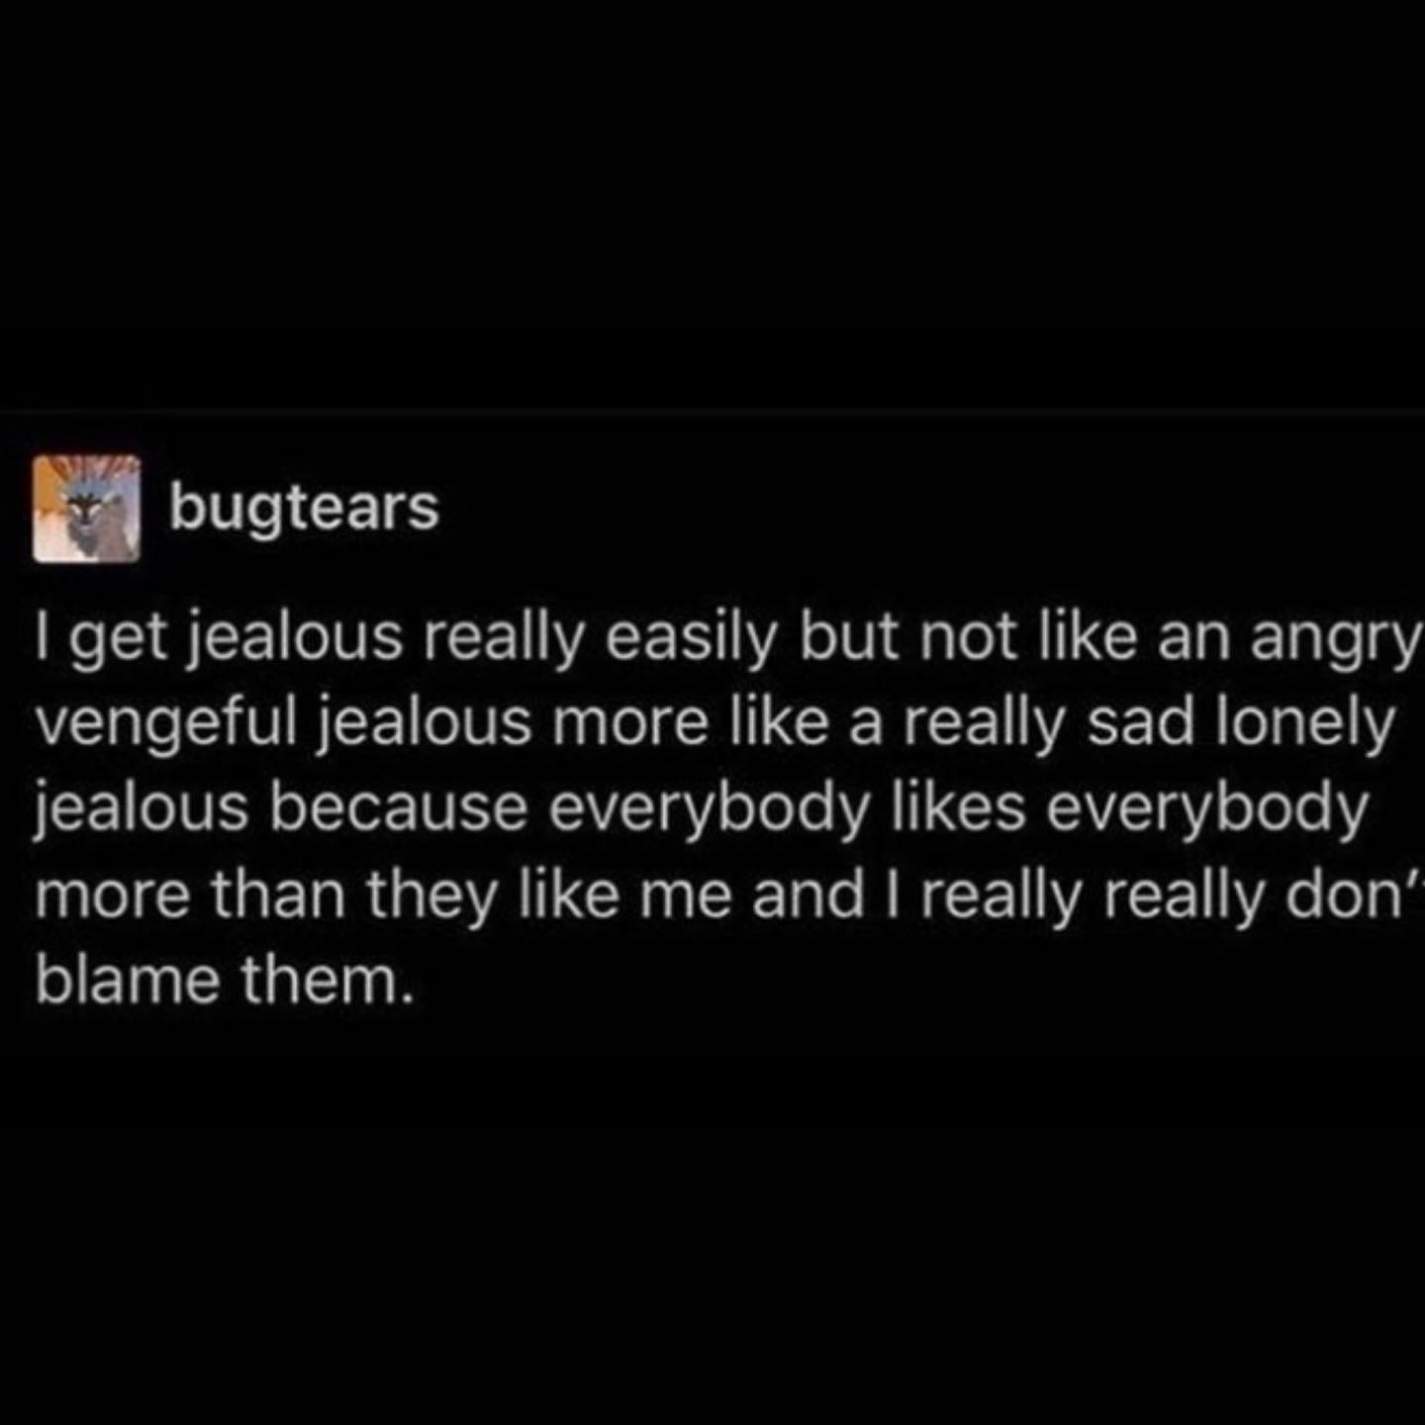 bugtears
I get jealous really easily but not like an angry
vengeful jealous more like a really sad lonely
jealous because everybody likes everybody
more than they like me and I really really don'
blame them.